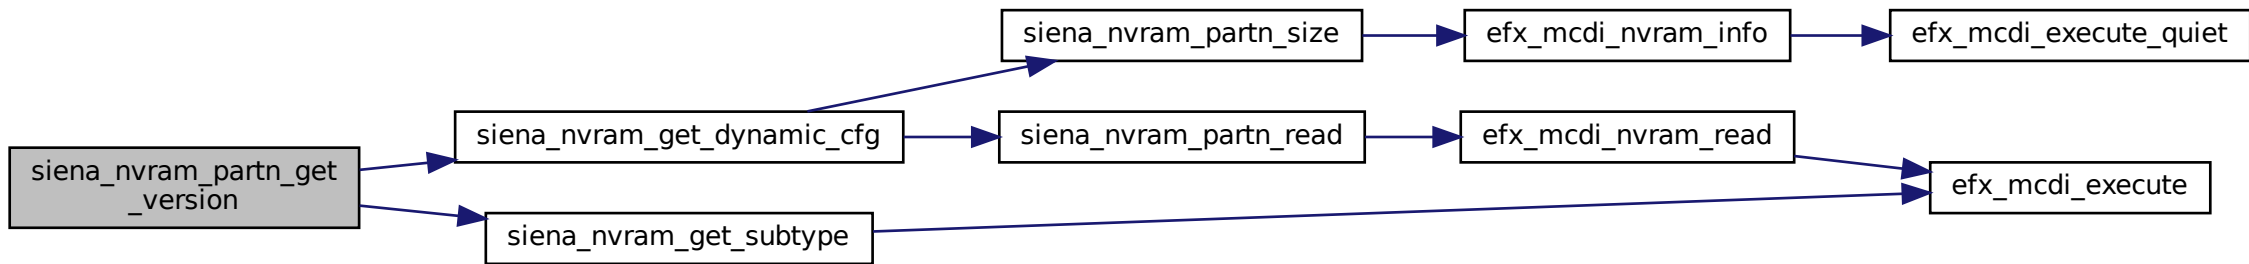 siena_nvram_partn_get
_version
siena_nvram_get_dynamic_cfg
siena_nvram_partn_size
efx_mcdi_nvram_info
efx_mcdi_execute_quiet
siena_nvram_partn_read
efx_mcdi_nvram_read
efx_mcdi_execute
siena_nvram_get_subtype